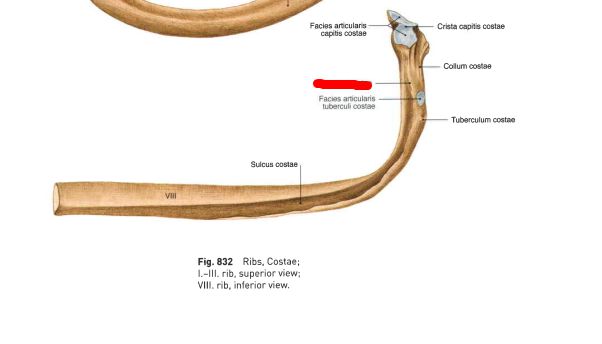 Facies articularis
capitis costae
Crista capitis costae
Collum costae
Facies articularis
tuberculi costae
Tuberculum costae
Sulcus costae
VIII
Fig. 832 Ribs, Costae;
I.–III. rib, superior view;
VIII. rib, inferior view.